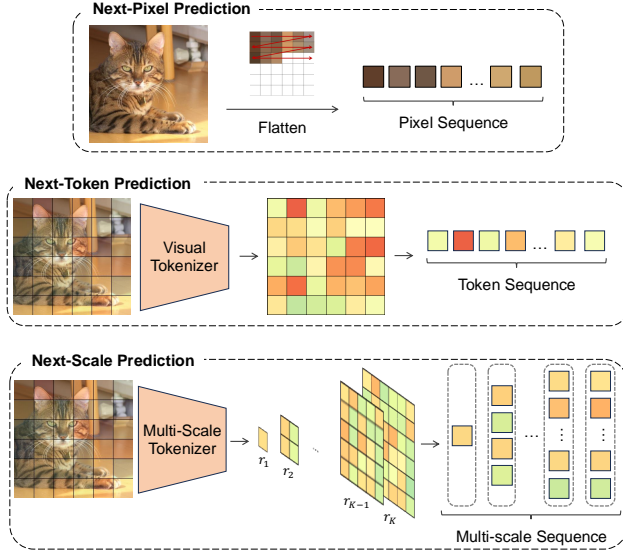 Next-Pixel Prediction
Flatten
...
Pixel Sequence
Next-Token Prediction
Visual
Tokenizer
...
Token Sequence
Next-Scale Prediction
Multi-Scale
Tokenizer
r1
r2
...
rK−1
rK
...
Multi-scale Sequence